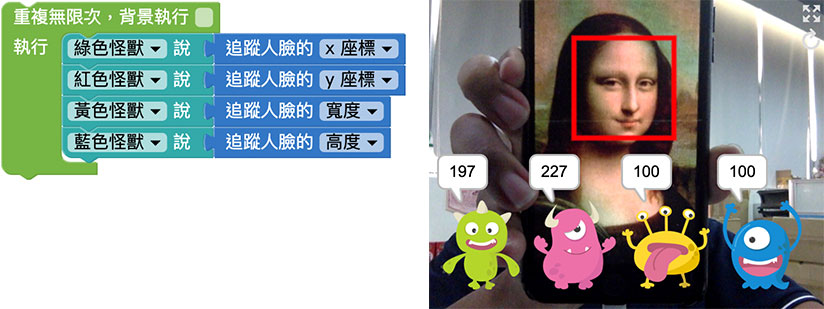 重複無限次，背景執行
執行 綠色怪獸 說 追蹤人臉的 x 座標
紅色怪獸 說 追蹤人臉的 y 座標
黃色怪獸 說 追蹤人臉的 寬度
藍色怪獸 說 追蹤人臉的 高度
197 227 100 100